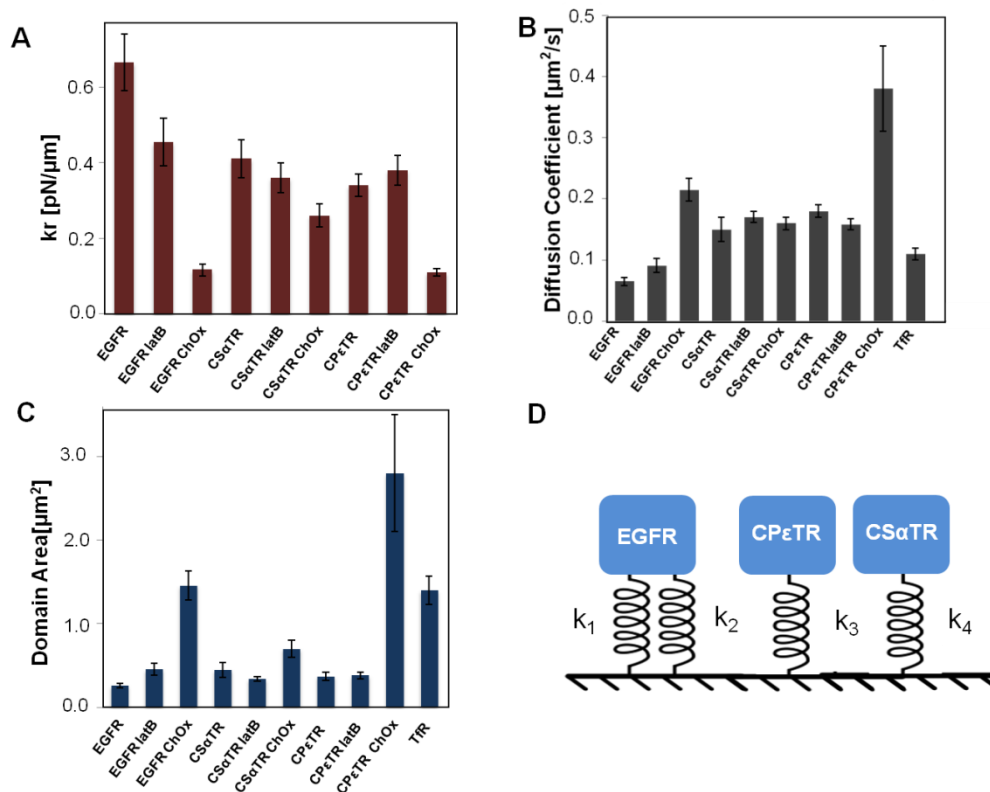 A
kr [pN/µm]
0.6
0.4
0.2
0.0
EGFR
EGFR latB
EGFR ChOx
CSαTR
CSαTR latB
CSαTR ChOx
CPεTR
CPεTR latB
CPεTR ChOx
B
Diffusion Coefficient [µm²/s]
0.5
0.4
0.3
0.2
0.1
0.0
EGFR
EGFR latB
EGFR ChOx
CSαTR
CSαTR latB
CSαTR ChOx
CPεTR
CPεTR latB
CPεTR ChOx
TfR
C
Domain Area[µm²]
3.0
2.0
1.0
0.0
EGFR
EGFR latB
EGFR ChOx
CSαTR
CSαTR latB
CSαTR ChOx
CPεTR
CPεTR latB
CPεTR ChOx
TfR
D
EGFR
CPεTR
CSαTR
k₁
k₂
k₃
k₄